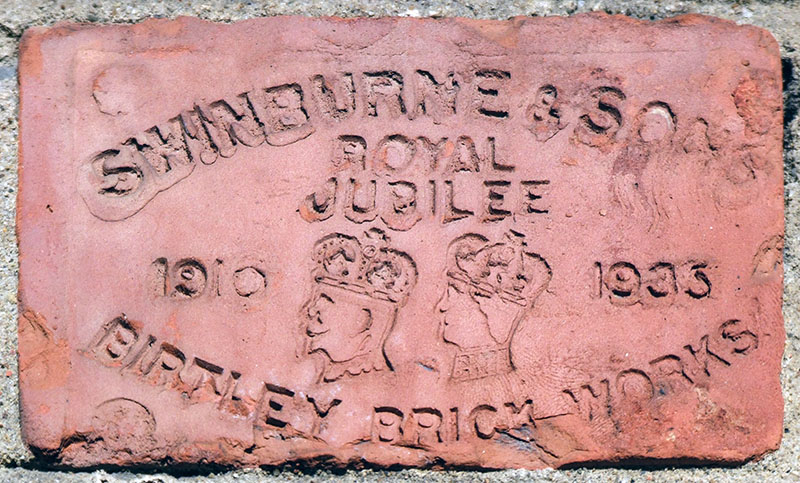 SWINBURNE & SONS
ROYAL
JUBILEE
1910 1935
BIRTLEY BRICK WORKS